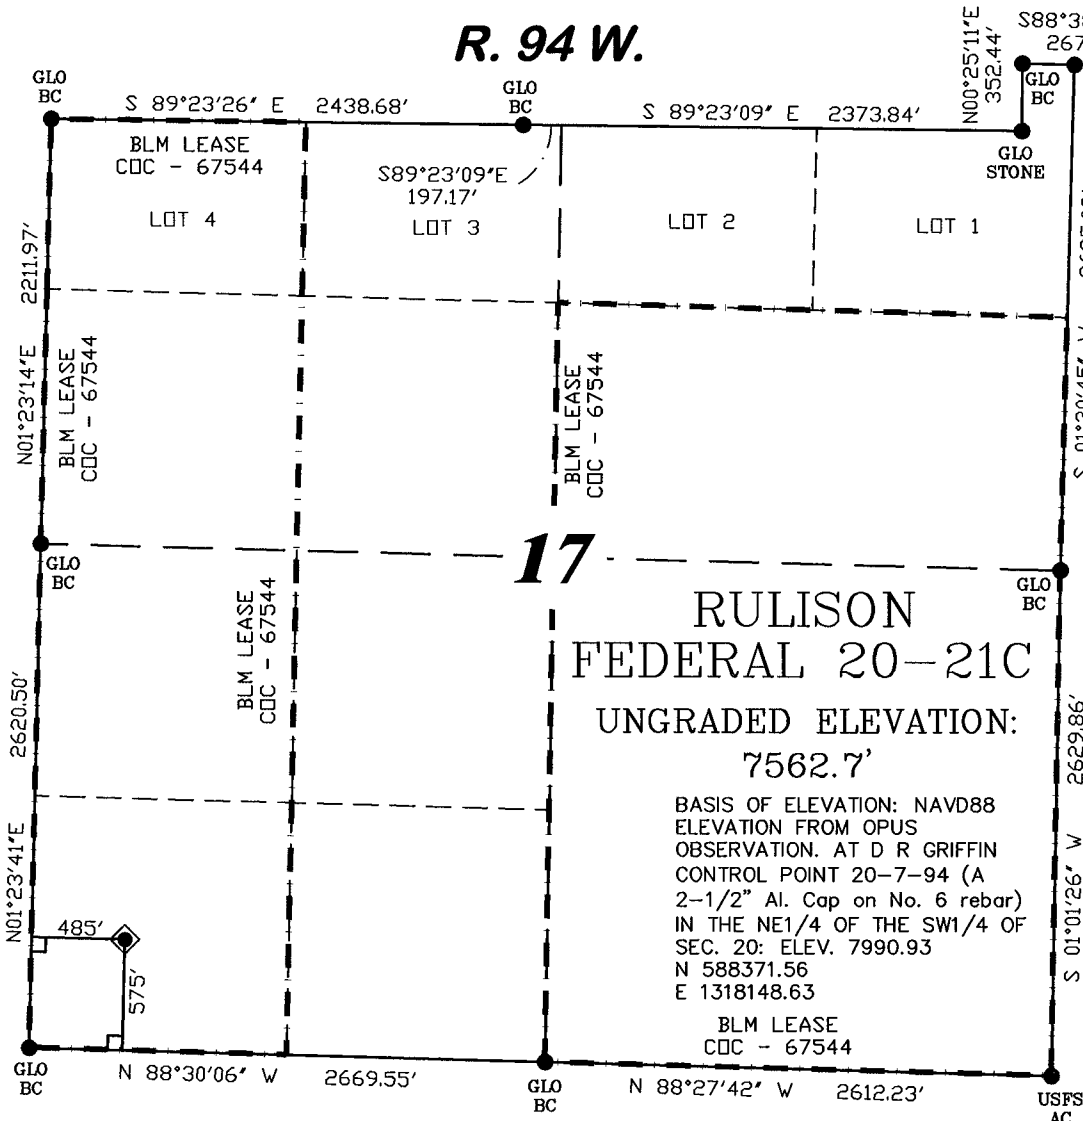 R. 94 W.
N00°25'11"E
352.44'
S88°3
267
GLO
BC
S 89°23'26" E 2438.68'
GLO
BC
S 89°23'09" E 2373.84'
GLO
BC
GLO
STONE
BLM LEASE
COC - 67544
S89°23'09"E
197.17'
LOT 4
LOT 3
LOT 2
LOT 1
2211.97'
N01°23'14"E
BLM LEASE
COC - 67544
BLM LEASE
COC - 67544
17
GLO
BC
GLO
BC
BLM LEASE
COC - 67544
RULISON
FEDERAL 20-21C
UNGRADED ELEVATION:
7562.7'
BASIS OF ELEVATION: NAVD88
ELEVATION FROM OPUS
OBSERVATION. AT D R GRIFFIN
CONTROL POINT 20-7-94 (A
2-1/2" Al. Cap on No. 6 rebar)
IN THE NE1/4 OF THE SW1/4 OF
SEC. 20: ELEV. 7990.93
N 588371.56
E 1318148.63
BLM LEASE
COC - 67544
2620.50'
N01°23'41"E
2629.86'
S 01°01'26" W
485'
575'
GLO
BC
N 88°30'06" W 2669.55'
GLO
BC
N 88°27'42" W 2612.23'
USFS
AC